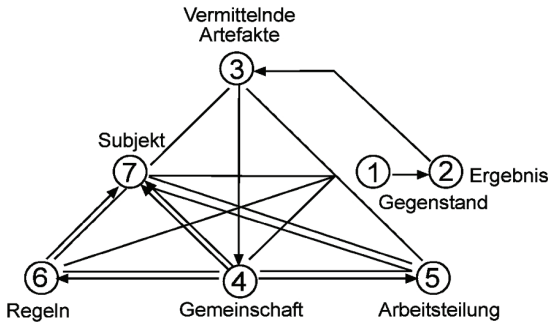 Vermittelnde
Artefakte
3
Subjekt
7
1
2
Ergebnis
Gegenstand
6
4
5
Regeln
Gemeinschaft
Arbeitsteilung